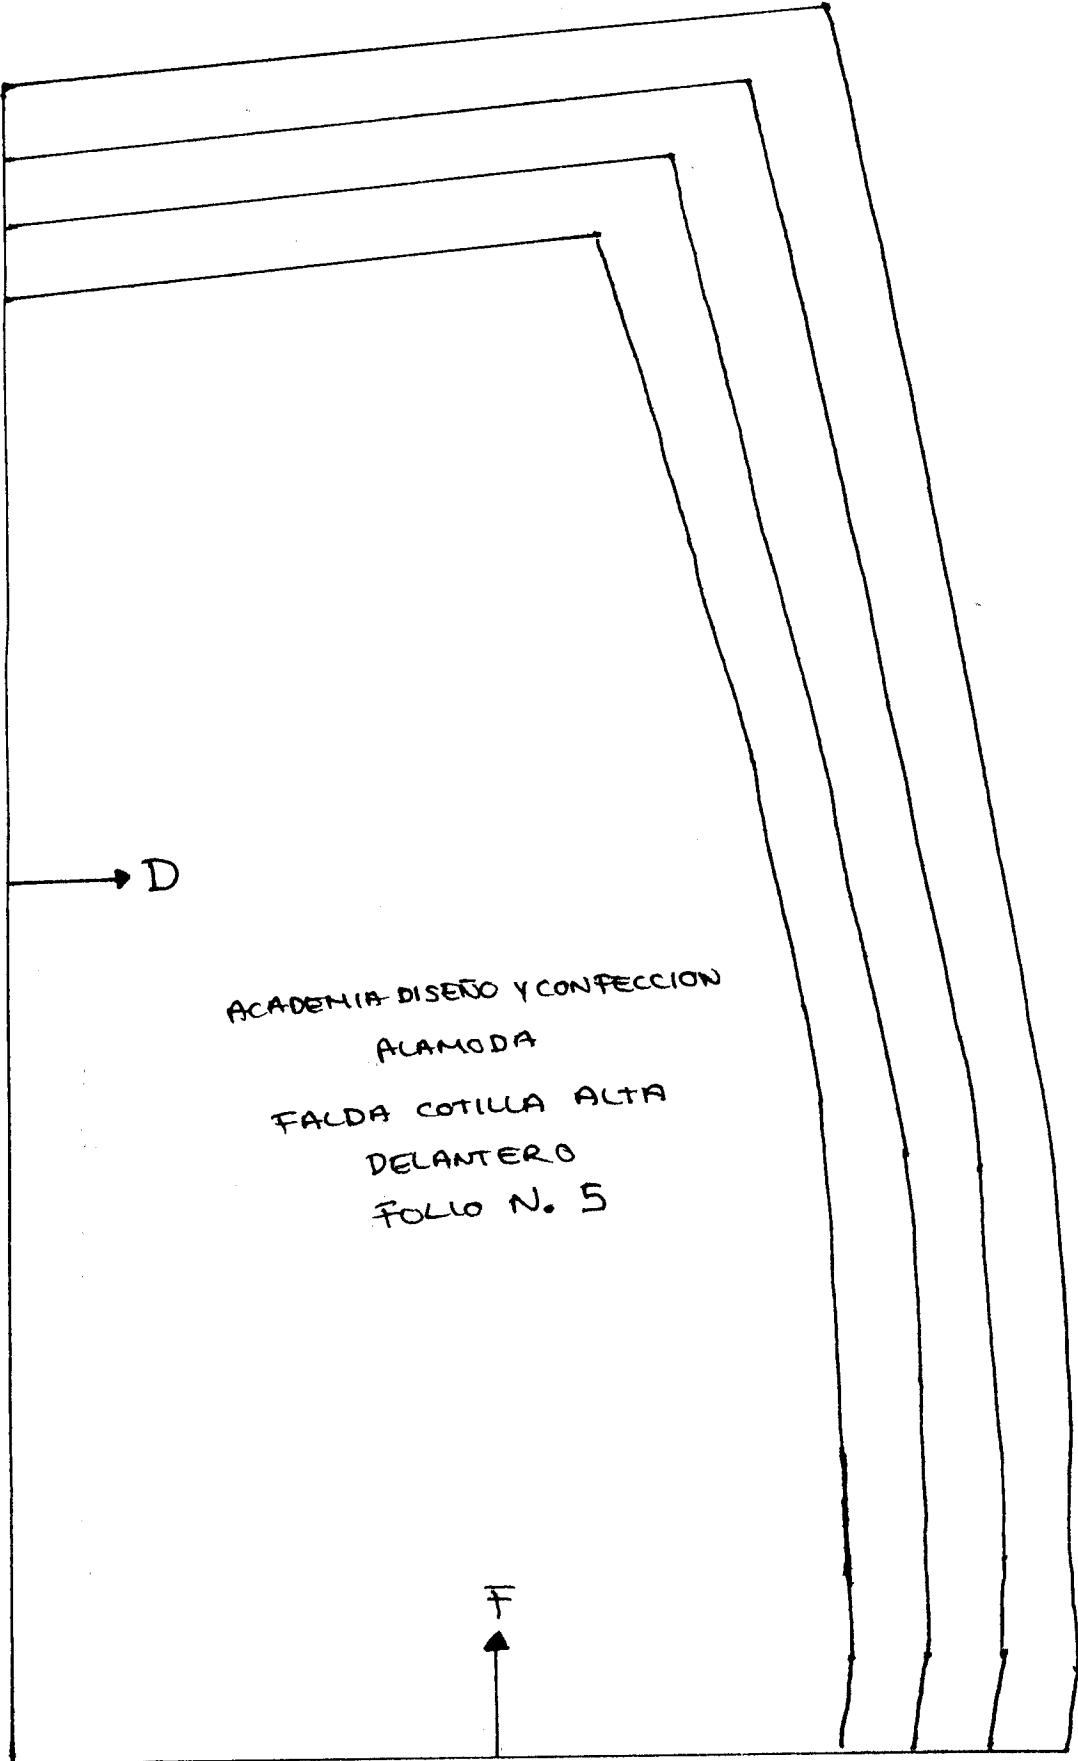 D
ACADEMIA DISEÑO Y CONFECCION
ALAMODA
FALDA COTILLA ALTA
DELANTERO
FOLIO N. 5
F